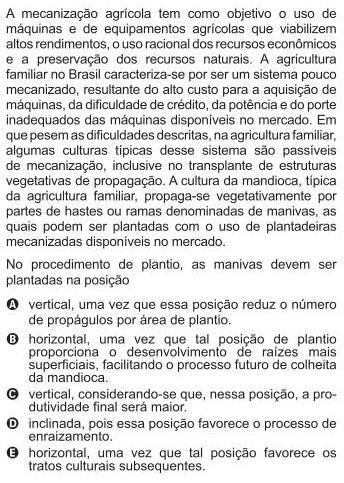 A mecanização agrícola tem como objetivo o uso de
máquinas e de equipamentos agrícolas que viabilizem
altos rendimentos, o uso racional dos recursos econômicos
e a preservação dos recursos naturais. A agricultura
familiar no Brasil caracteriza-se por ser um sistema pouco
mecanizado, resultante do alto custo para a aquisição de
máquinas, da dificuldade de crédito, da potência e do porte
inadequados das máquinas disponíveis no mercado. Em
que pesem as dificuldades descritas, na agricultura familiar,
algumas culturas típicas desse sistema são passíveis
de mecanização, inclusive no transplante de estruturas
vegetativas de propagação. A cultura da mandioca, típica
da agricultura familiar, propaga-se vegetativamente por
partes de hastes ou ramas denominadas de manivas, as
quais podem ser plantadas com o uso de plantadeiras
mecanizadas disponíveis no mercado.
No procedimento de plantio, as manivas devem ser
plantadas na posição
A vertical, uma vez que essa posição reduz o número
de propágulos por área de plantio.
B horizontal, uma vez que tal posição de plantio
proporciona o desenvolvimento de raízes mais
superficiais, facilitando o processo futuro de colheita
da mandioca.
C vertical, considerando-se que, nessa posição, a pro-
dutividade final será maior.
D inclinada, pois essa posição favorece o processo de
enraizamento.
E horizontal, uma vez que tal posição favorece os
tratos culturais subsequentes.